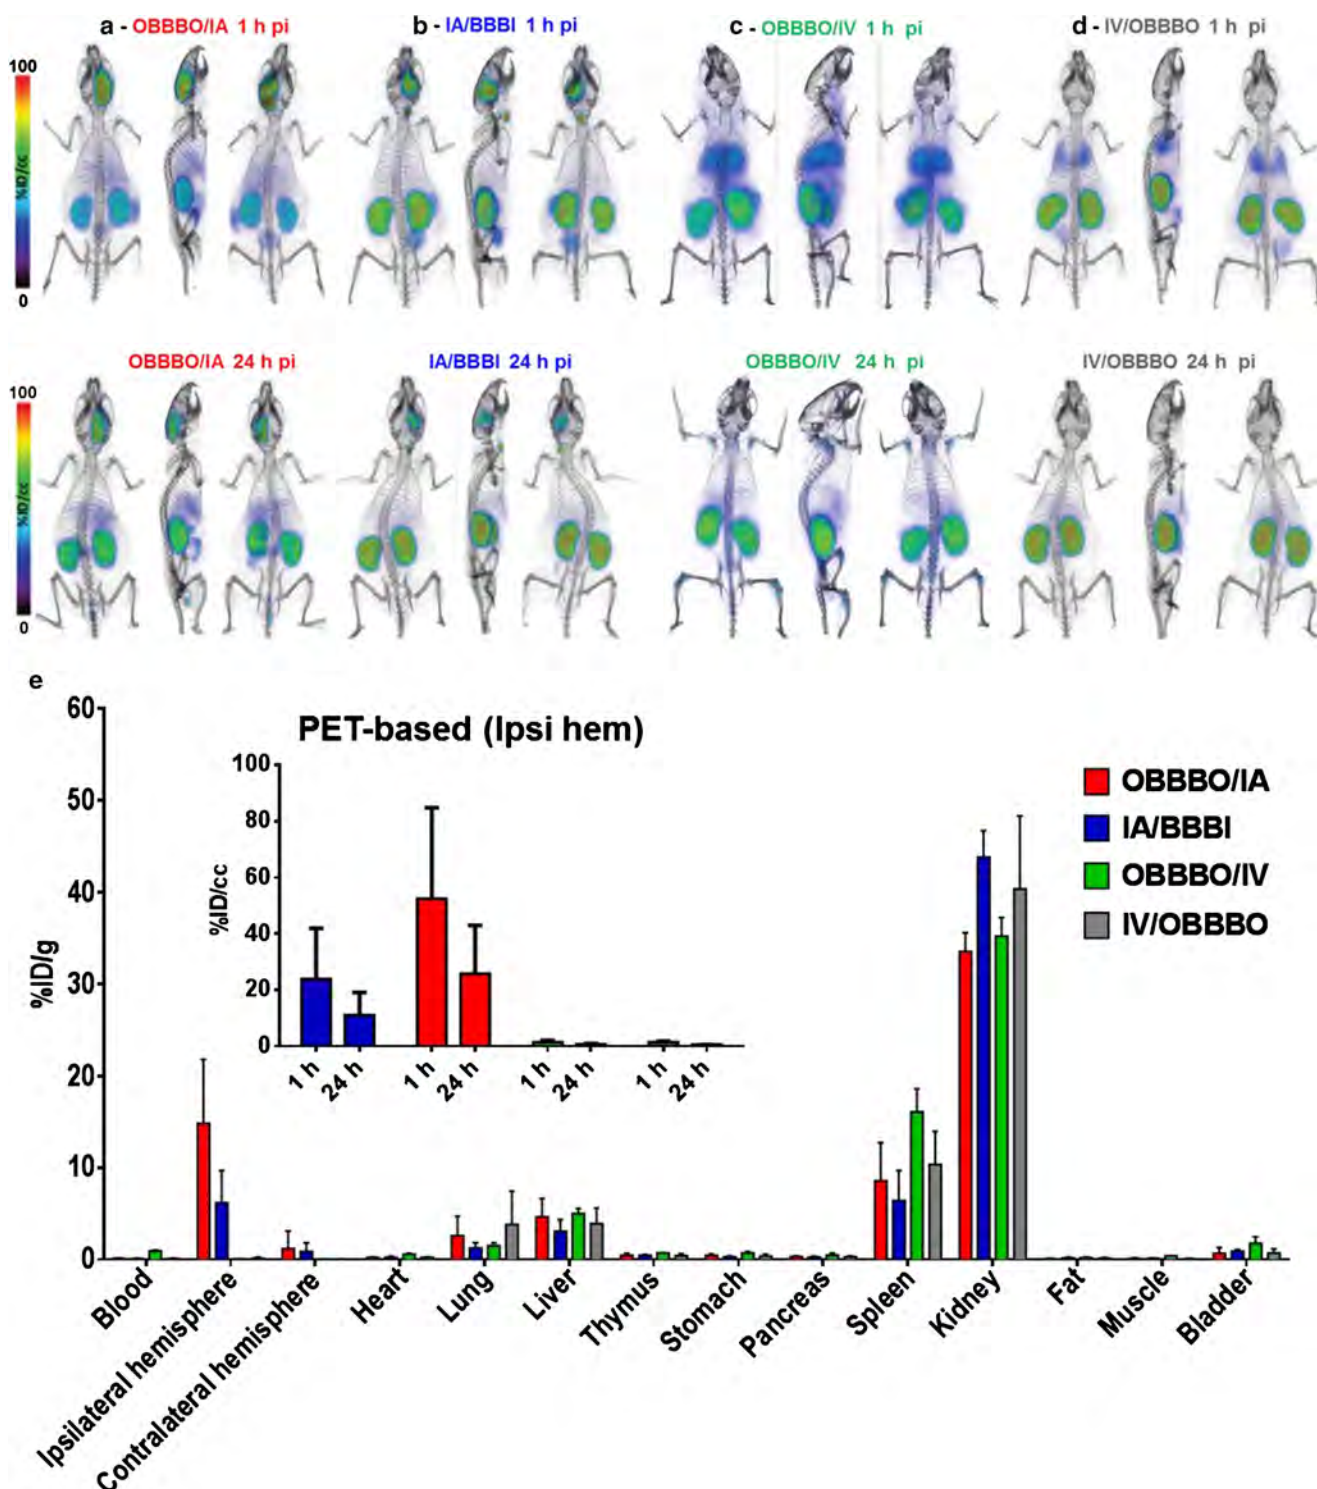 a - OBBBO/IA 1 h pi
b - IA/BBBI 1 h pi
c - OBBBO/IV 1 h pi
d - IV/OBBBO 1 h pi
100
%ID/cc
0
OBBBO/IA 24 h pi
IA/BBBI 24 h pi
OBBBO/IV 24 h pi
IV/OBBBO 24 h pi
100
%ID/cc
0
e
60
50
40
30
20
10
0
%ID/g
PET-based (Ipsi hem)
100
80
60
40
20
0
%ID/cc
1 h
24 h
1 h
24 h
1 h
24 h
1 h
24 h
OBBBO/IA
IA/BBBI
OBBBO/IV
IV/OBBBO
Blood
Ipsilateral hemisphere
Contralateral hemisphere
Heart
Lung
Liver
Thymus
Stomach
Pancreas
Spleen
Kidney
Fat
Muscle
Bladder